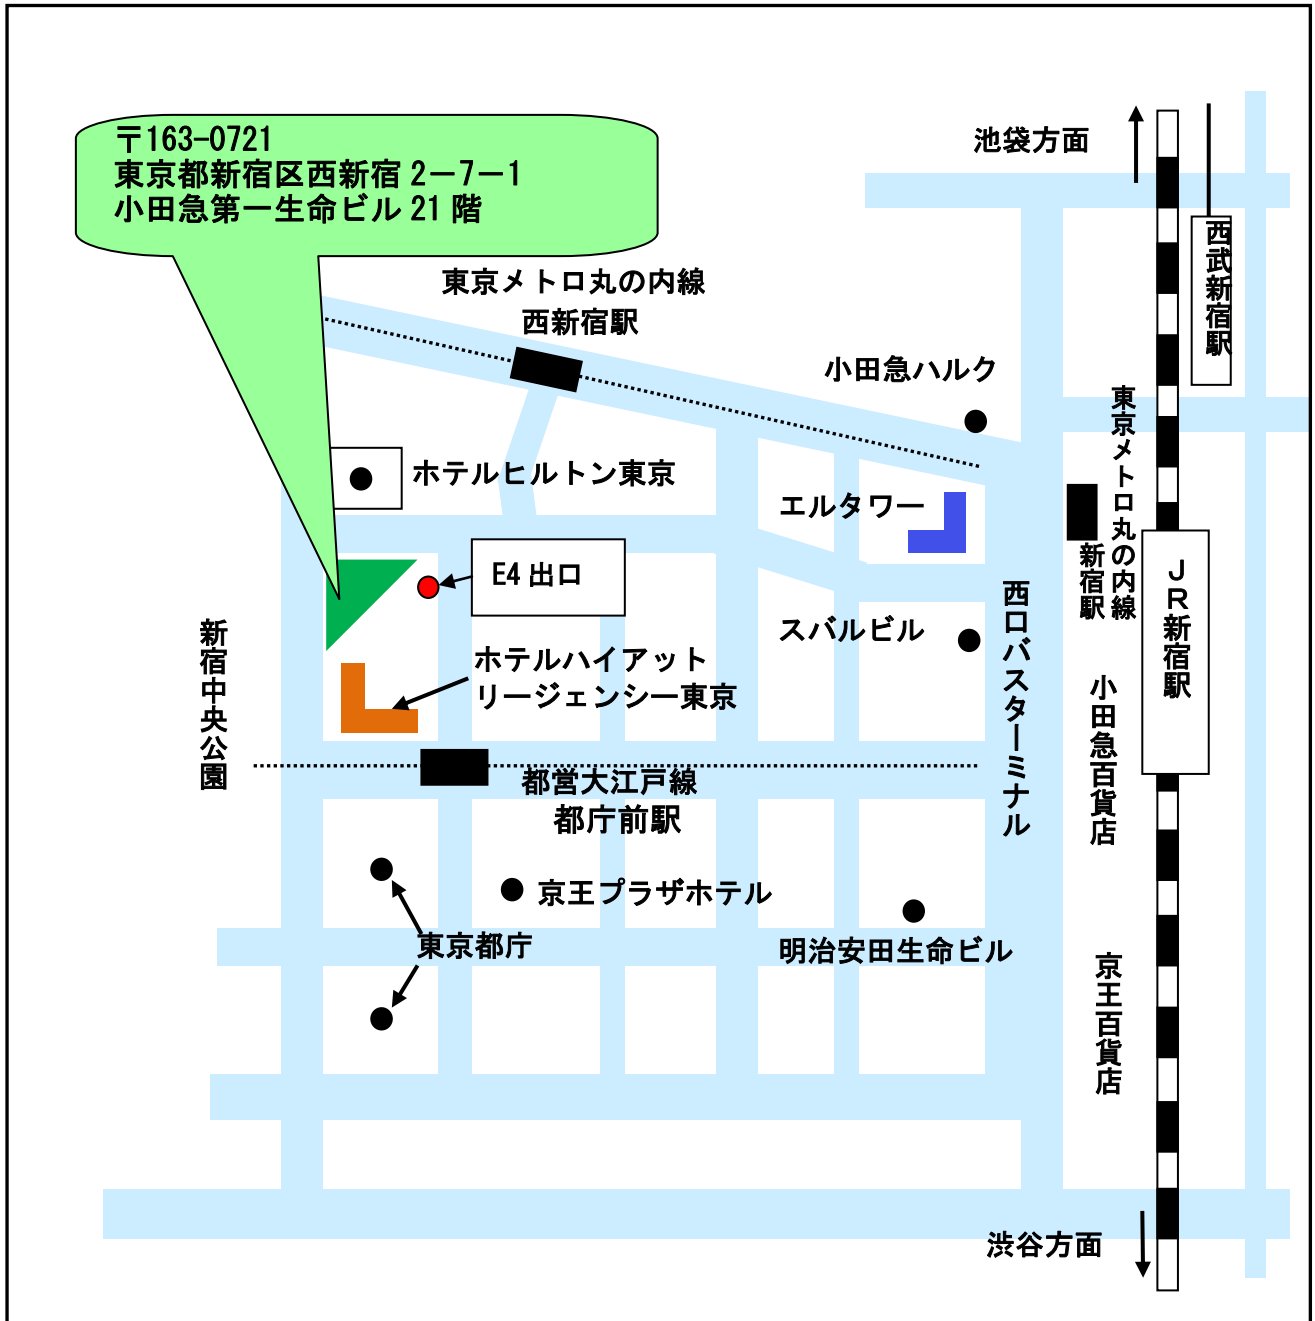 〒163-0721
東京都新宿区西新宿 2－7－1
小田急第一生命ビル 21 階
池袋方面
西武新宿駅
東京メトロ丸の内線
西新宿駅
小田急ハルク
東京メトロ丸の内線
新宿駅
ホテルヒルトン東京
エルタワー
E4 出口
JR新宿駅
西口バスターミナル
スバルビル
新宿中央公園
ホテルハイアット
リージェンシー東京
小田急百貨店
都営大江戸線
都庁前駅
京王プラザホテル
東京都庁
明治安田生命ビル
京王百貨店
渋谷方面